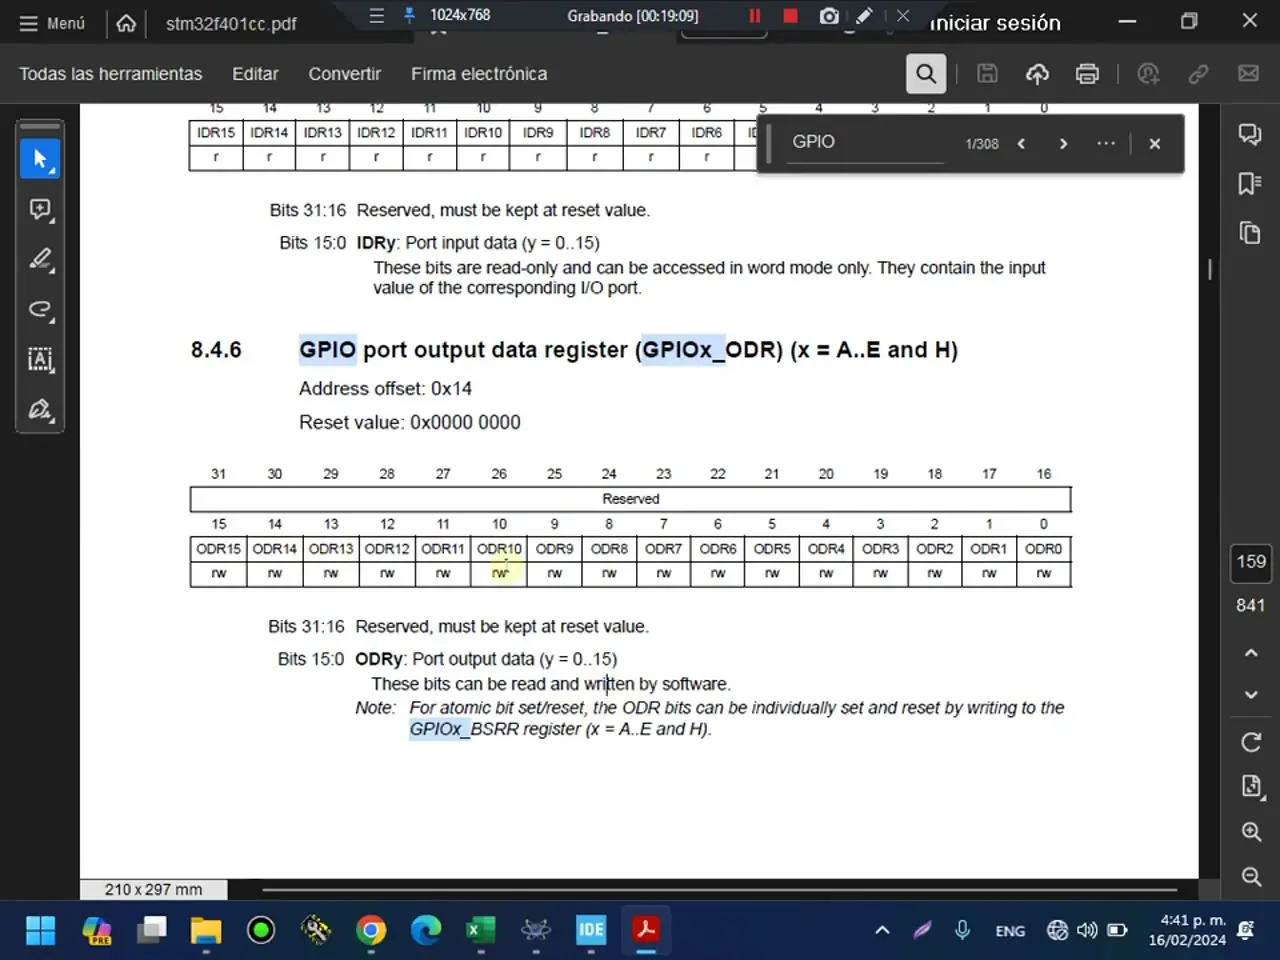 Menú
stm32f401cc.pdf
1024x768
Grabando [00:19:09]
Iniciar sesión
Todas las herramientas
Editar
Convertir
Firma electrónica
GPIO
1/308
15 14 13 12 11 10 9 8 7 6 5 4 3 2 1 0
IDR15 IDR14 IDR13 IDR12 IDR11 IDR10 IDR9 IDR8 IDR7 IDR6
r r r r r r r r r r
Bits 31:16 Reserved, must be kept at reset value.
Bits 15:0 IDRy: Port input data (y = 0..15)
These bits are read-only and can be accessed in word mode only. They contain the input
value of the corresponding I/O port.
8.4.6 GPIO port output data register (GPIOx_ODR) (x = A..E and H)
Address offset: 0x14
Reset value: 0x0000 0000
31 30 29 28 27 26 25 24 23 22 21 20 19 18 17 16
Reserved
15 14 13 12 11 10 9 8 7 6 5 4 3 2 1 0
ODR15 ODR14 ODR13 ODR12 ODR11 ODR10 ODR9 ODR8 ODR7 ODR6 ODR5 ODR4 ODR3 ODR2 ODR1 ODR0
rw rw rw rw rw rw rw rw rw rw rw rw rw rw rw rw
Bits 31:16 Reserved, must be kept at reset value.
Bits 15:0 ODRy: Port output data (y = 0..15)
These bits can be read and written by software.
Note: For atomic bit set/reset, the ODR bits can be individually set and reset by writing to the
GPIOx_BSRR register (x = A..E and H).
159
841
210 x 297 mm
PRE
IDE
ENG
4:41 p. m.
16/02/2024